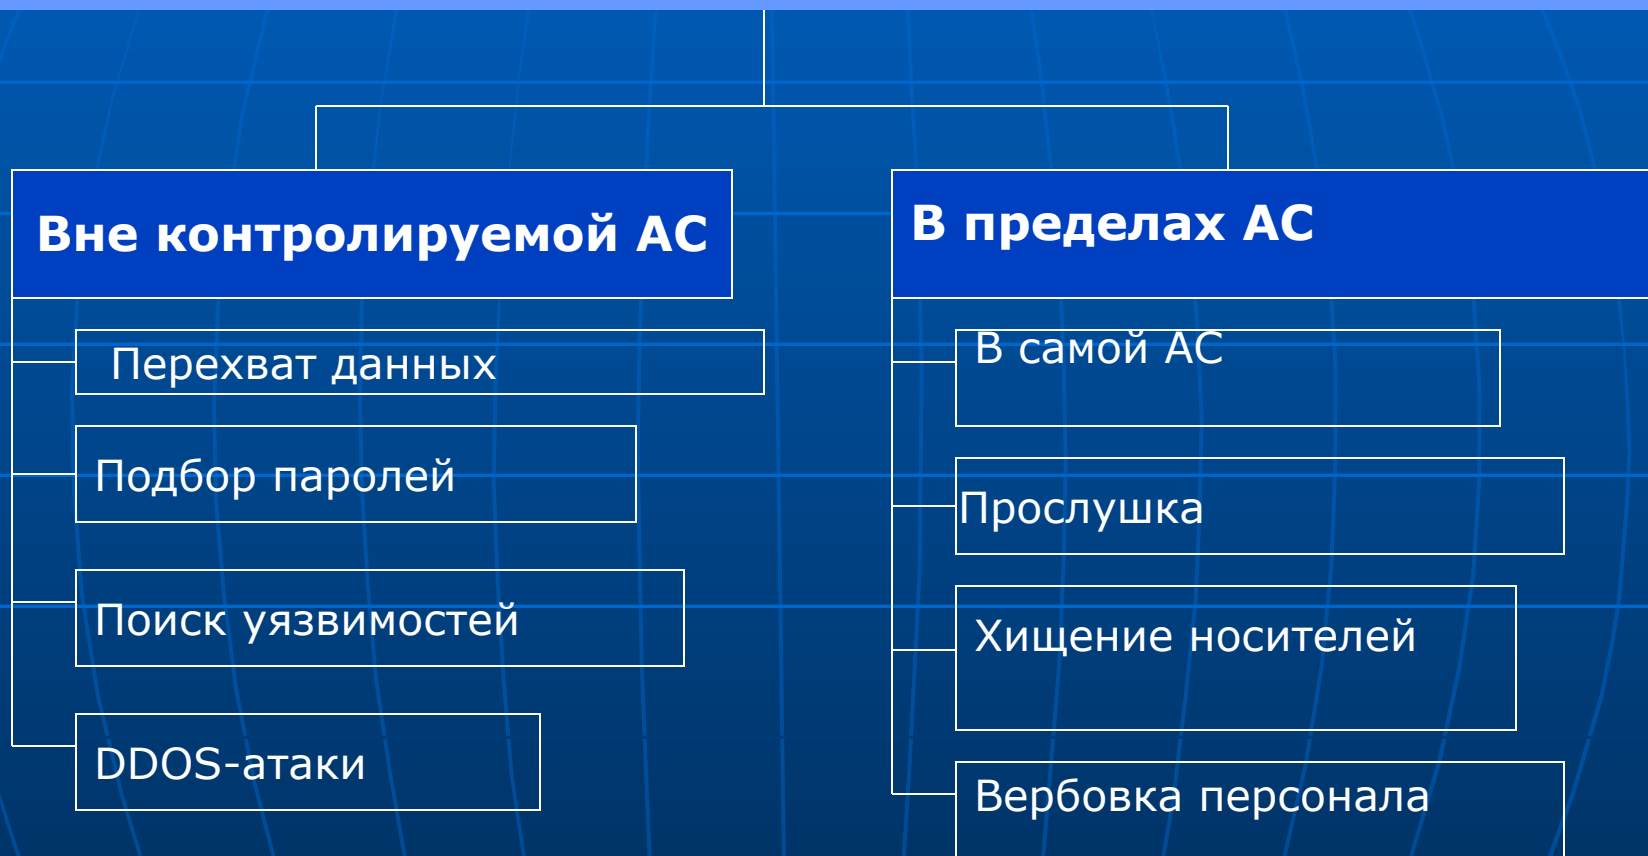 Вне контролируемой АС
Перехват данных
Подбор паролей
Поиск уязвимостей
DDOS-атаки
В пределах АС
В самой АС
Прослушка
Хищение носителей
Вербовка персонала